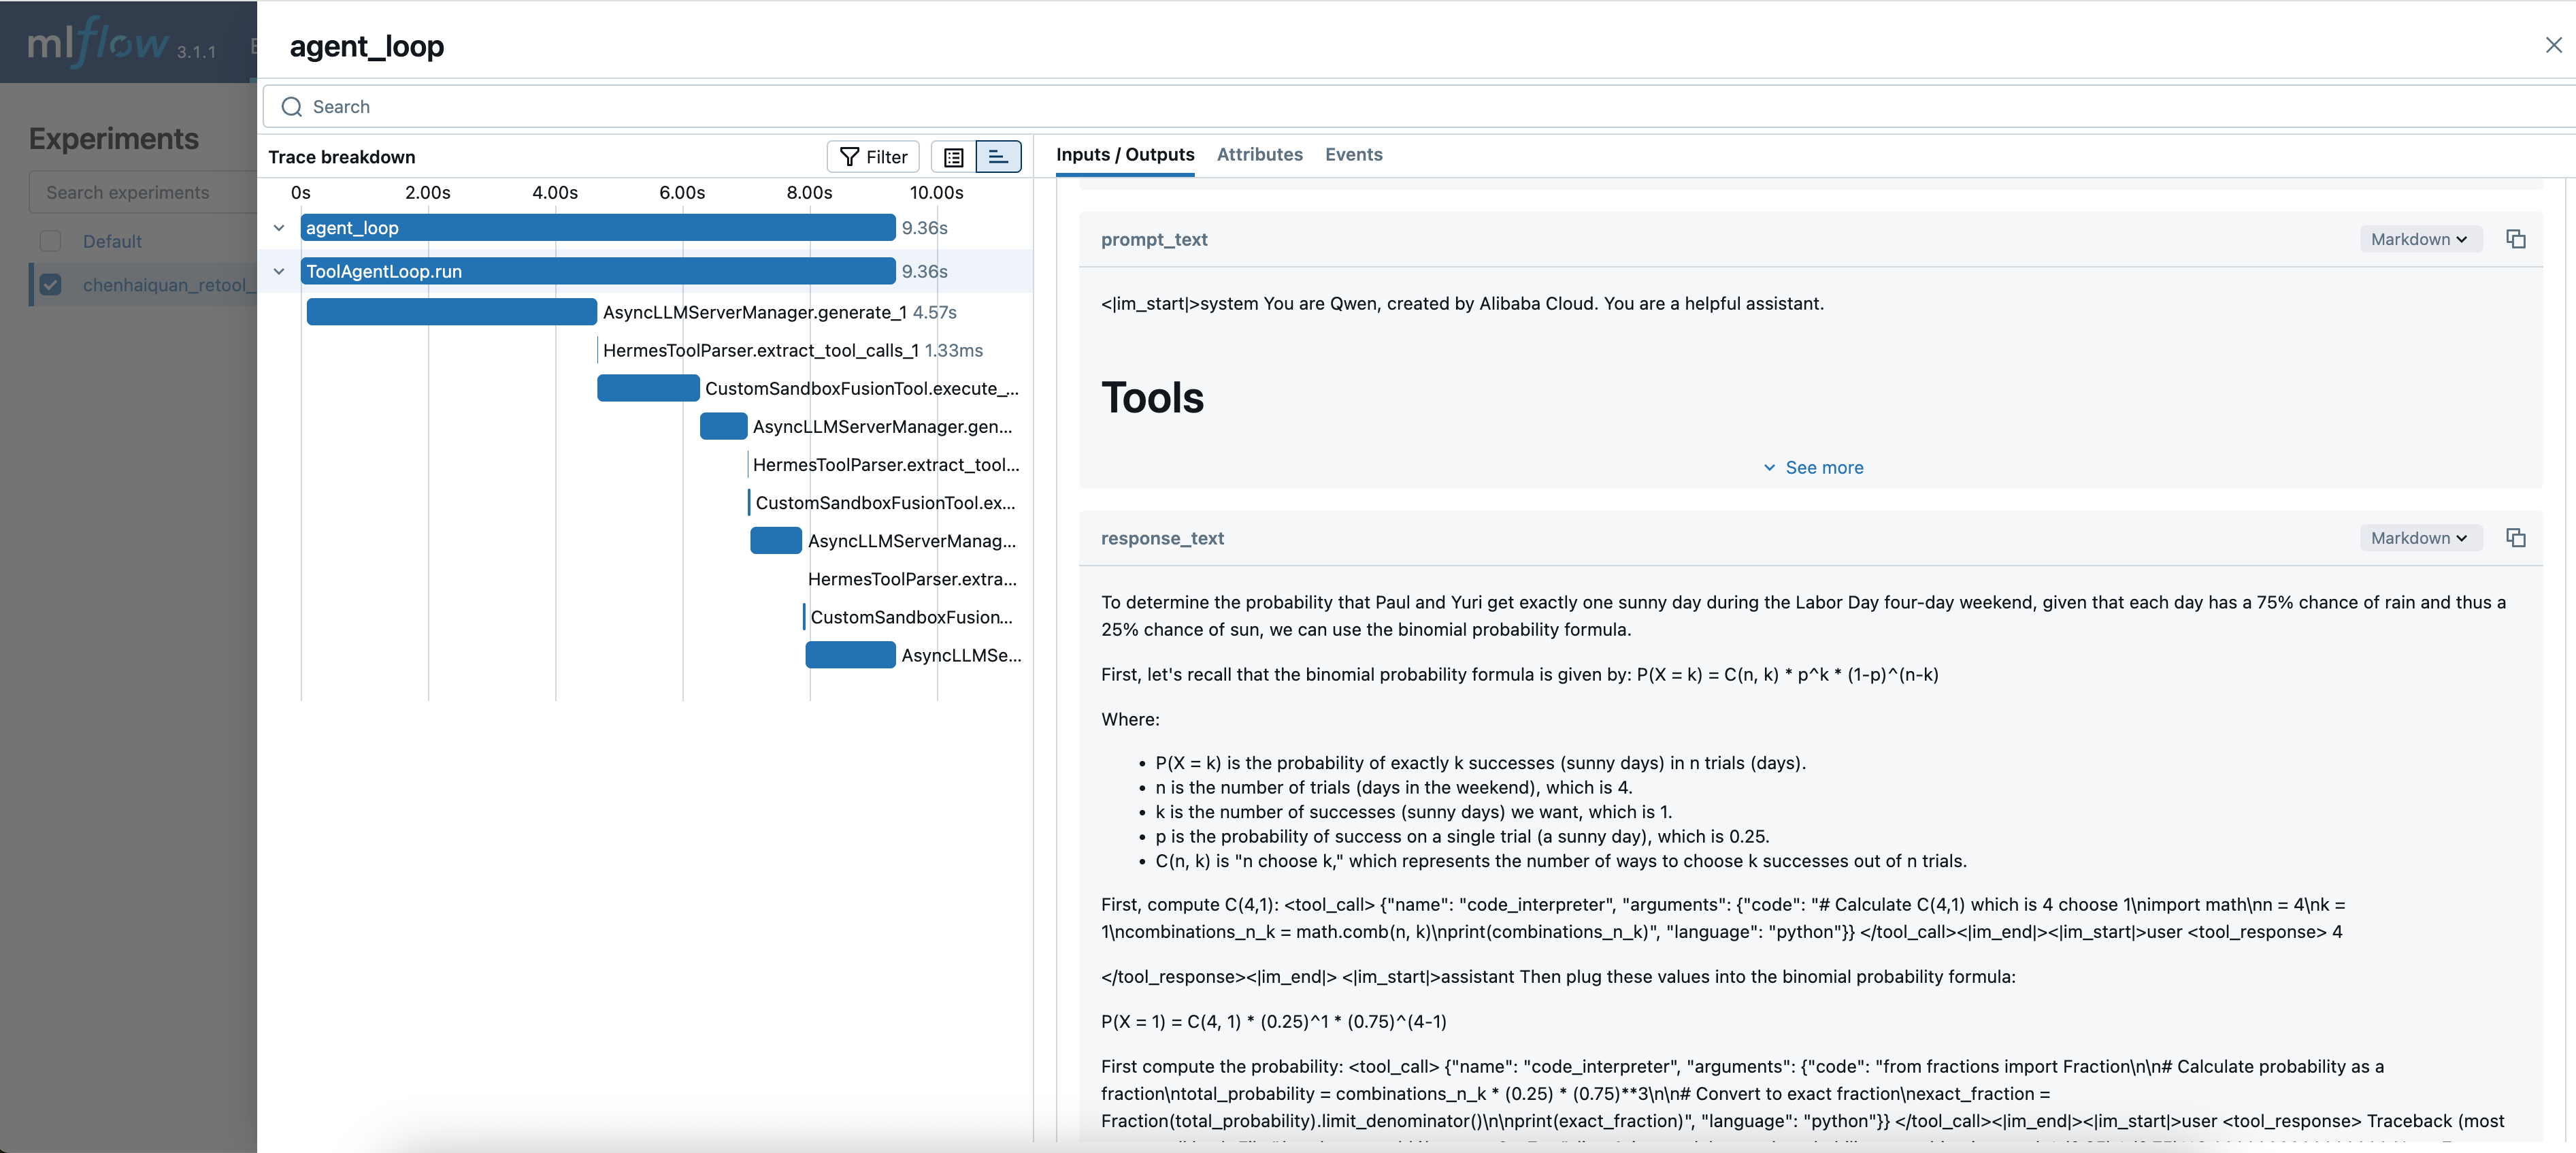 mlflow 3.1.1
agent_loop
Search
Experiments
Search experiments
Default
chenhaiquan_retool_
Trace breakdown
Filter
0s 2.00s 4.00s 6.00s 8.00s 10.00s
agent_loop 9.36s
ToolAgentLoop.run 9.36s
AsyncLLMServerManager.generate_1 4.57s
HermesToolParser.extract_tool_calls_1 1.33ms
CustomSandboxFusionTool.execute_...
AsyncLLMServerManager.gen...
HermesToolParser.extract_tool...
CustomSandboxFusionTool.ex...
AsyncLLMServerManag...
HermesToolParser.extra...
CustomSandboxFusion...
AsyncLLMSe...
Inputs / Outputs Attributes Events
prompt_text Markdown
<|im_start|>system You are Qwen, created by Alibaba Cloud. You are a helpful assistant.
Tools
See more
response_text Markdown
To determine the probability that Paul and Yuri get exactly one sunny day during the Labor Day four-day weekend, given that each day has a 75% chance of rain and thus a
25% chance of sun, we can use the binomial probability formula.
First, let's recall that the binomial probability formula is given by: P(X = k) = C(n, k) * p^k * (1-p)^(n-k)
Where:
• P(X = k) is the probability of exactly k successes (sunny days) in n trials (days).
• n is the number of trials (days in the weekend), which is 4.
• k is the number of successes (sunny days) we want, which is 1.
• p is the probability of success on a single trial (a sunny day), which is 0.25.
• C(n, k) is "n choose k," which represents the number of ways to choose k successes out of n trials.
First, compute C(4,1): <tool_call> {"name": "code_interpreter", "arguments": {"code": "# Calculate C(4,1) which is 4 choose 1\nimport math\nn = 4\nk =
1\ncombinations_n_k = math.comb(n, k)\nprint(combinations_n_k)", "language": "python"}} </tool_call><|im_end|><|im_start|>user <tool_response> 4
</tool_response><|im_end|> <|im_start|>assistant Then plug these values into the binomial probability formula:
P(X = 1) = C(4, 1) * (0.25)^1 * (0.75)^(4-1)
First compute the probability: <tool_call> {"name": "code_interpreter", "arguments": {"code": "from fractions import Fraction\n\n# Calculate probability as a
fraction\ntotal_probability = combinations_n_k * (0.25) * (0.75)**3\n\n# Convert to exact fraction\nexact_fraction =
Fraction(total_probability).limit_denominator()\n\nprint(exact_fraction)", "language": "python"}} </tool_call><|im_end|><|im_start|>user <tool_response> Traceback (most